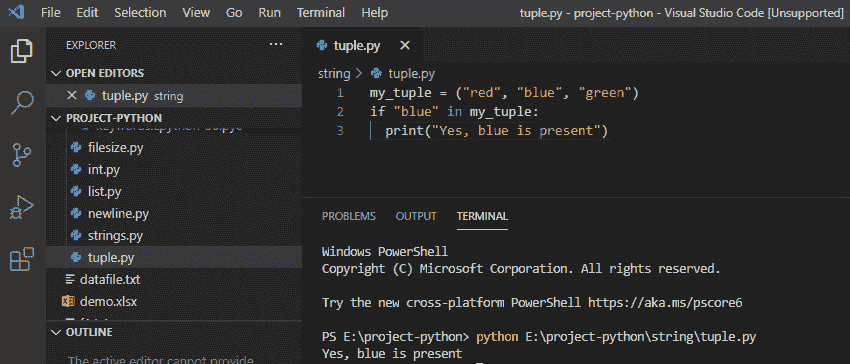 File Edit Selection View Go Run Terminal Help tuple.py - project-python - Visual Studio Code [Unsupported]
EXPLORER ...
OPEN EDITORS
tuple.py string
PROJECT-PYTHON
filesize.py
int.py
list.py
newline.py
strings.py
tuple.py
datafile.txt
demo.xlsx
OUTLINE
The active editor cannot provide
tuple.py
string > tuple.py
1 my_tuple = ("red", "blue", "green")
2 if "blue" in my_tuple:
3 print("Yes, blue is present")
PROBLEMS OUTPUT TERMINAL
Windows PowerShell
Copyright (C) Microsoft Corporation. All rights reserved.
Try the new cross-platform PowerShell https://aka.ms/pscore6
PS E:\project-python> python E:\project-python\string\tuple.py
Yes, blue is present